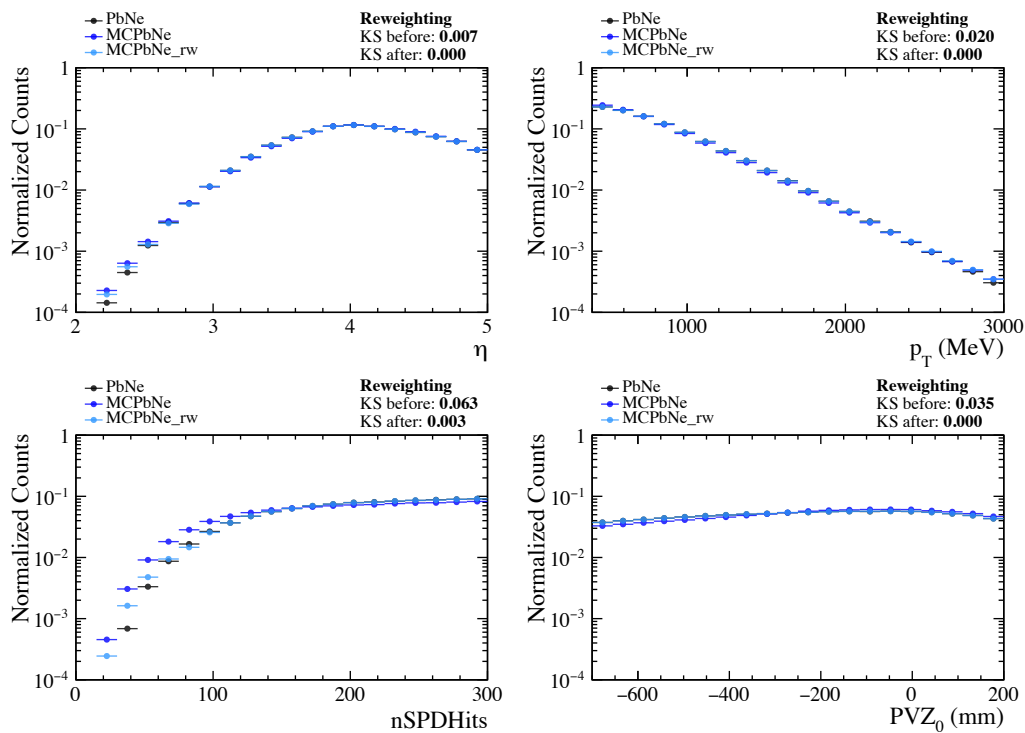 PbNe
MCPbNe
MCPbNe_rw
Reweighting
KS before: 0.007
KS after: 0.000
Normalized Counts
1
10⁻¹
10⁻²
10⁻³
10⁻⁴
2 3 4 5
η
PbNe
MCPbNe
MCPbNe_rw
Reweighting
KS before: 0.020
KS after: 0.000
Normalized Counts
1
10⁻¹
10⁻²
10⁻³
10⁻⁴
1000 2000 3000
p_T (MeV)
PbNe
MCPbNe
MCPbNe_rw
Reweighting
KS before: 0.063
KS after: 0.003
Normalized Counts
1
10⁻¹
10⁻²
10⁻³
10⁻⁴
0 100 200 300
nSPDHits
PbNe
MCPbNe
MCPbNe_rw
Reweighting
KS before: 0.035
KS after: 0.000
Normalized Counts
1
10⁻¹
10⁻²
10⁻³
10⁻⁴
−600 −400 −200 0 200
PVZ₀ (mm)